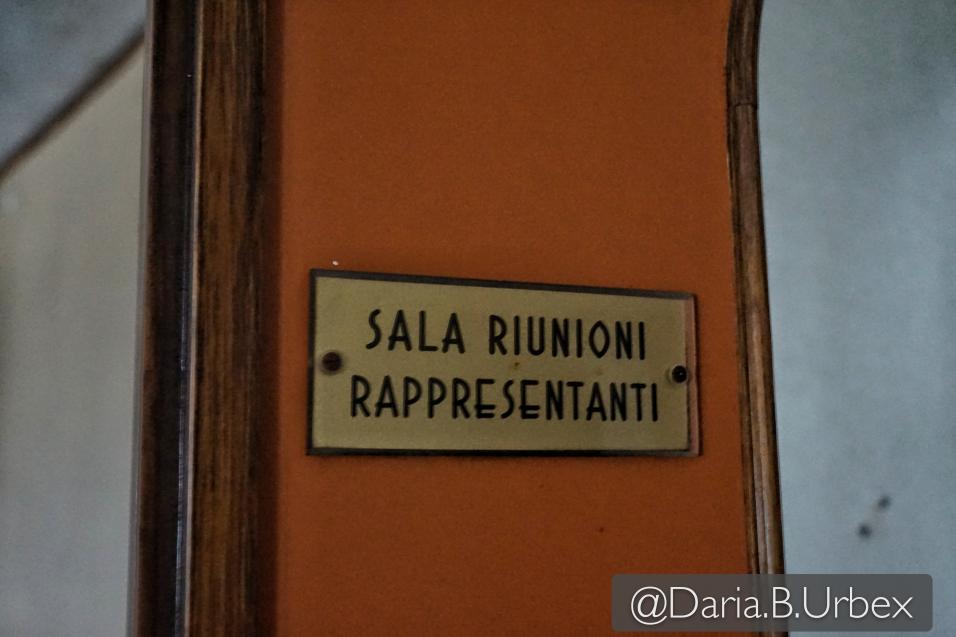 SALA RIUNIONI
RAPPRESENTANTI
@Daria.B.Urbex